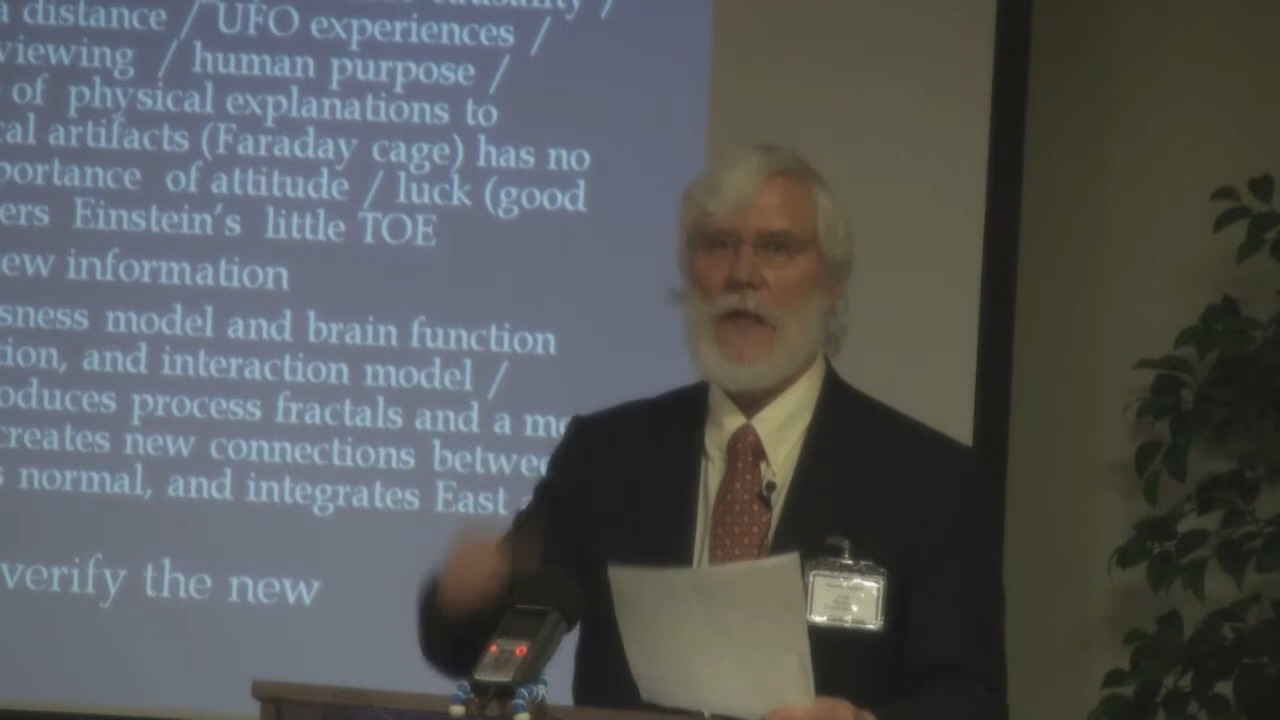 a distance / UFO experiences /
viewing / human purpose /
of physical explanations to
cal artifacts (Faraday cage) has no
portance of attitude / luck (good
ers Einstein's little TOE
ew information
sness model and brain function
tion, and interaction model /
oduces process fractals and a mo
creates new connections betwee
s normal, and integrates East
verify the new